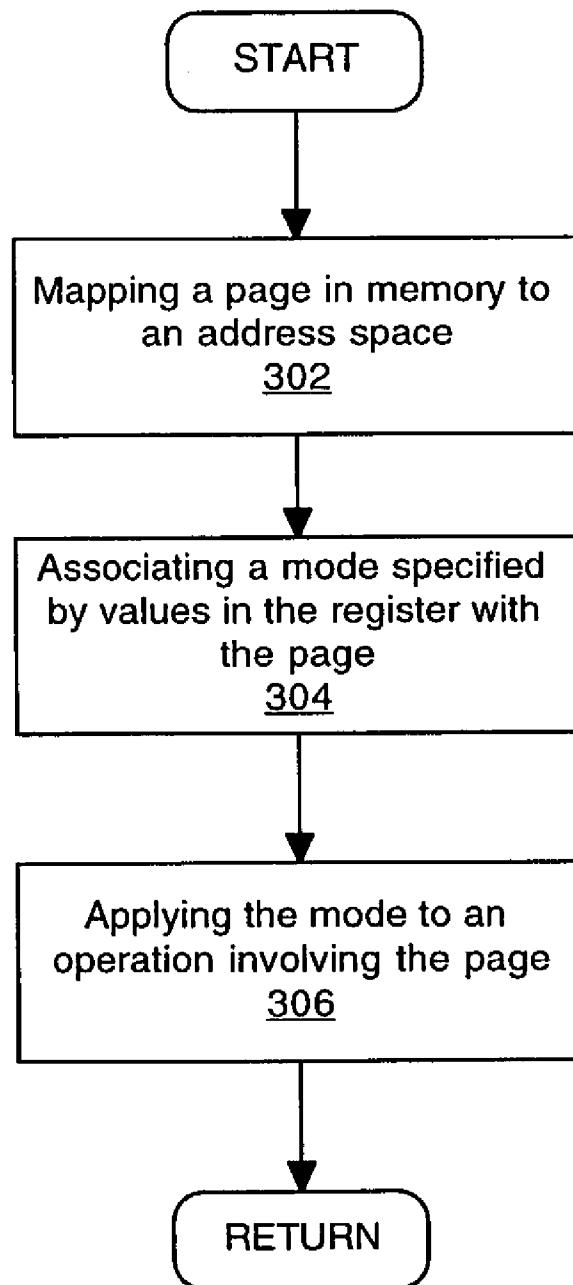 START
Mapping a page in memory to
an address space
302
Associating a mode specified
by values in the register with
the page
304
Applying the mode to an
operation involving the page
306
RETURN